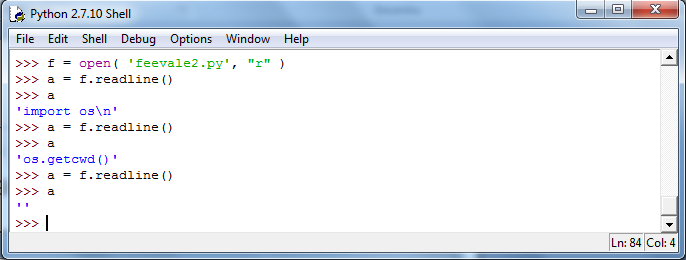 Python 2.7.10 Shell
File Edit Shell Debug Options Window Help
>>> f = open( 'feevale2.py', "r" )
>>> a = f.readline()
>>> a
'import os\n'
>>> a = f.readline()
>>> a
'os.getcwd()'
>>> a = f.readline()
>>> a
''
>>>
Ln: 84 Col: 4